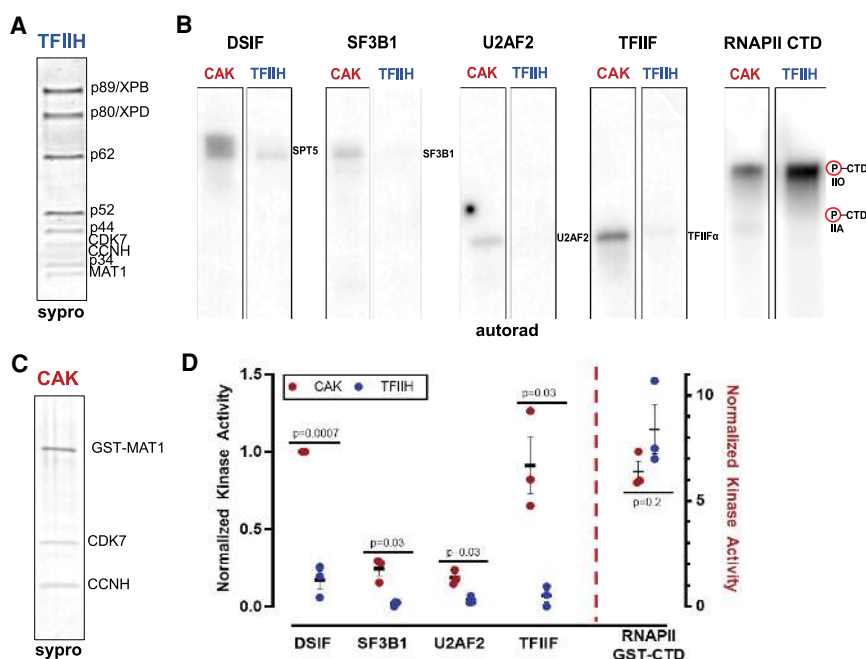 A
TFIIH
p89/XPB
p80/XPD
p62
p52
p44
CDK7
CCNH
p34
MAT1
sypro
B
DSIF SF3B1 U2AF2 TFIIF RNAPII CTD
CAK TFIIH CAK TFIIH CAK TFIIH CAK TFIIH CAK TFIIH
SPT5
SF3B1
U2AF2
TFIIFα
P-CTD
IIO
P-CTD
IIA
autorad
C
CAK
GST-MAT1
CDK7
CCNH
sypro
D
Normalized Kinase Activity
1.5
1.0
0.5
0.0
CAK TFIIH
p=0.0007
p=0.03
p=0.03
p=0.03
p=0.2
10
5
0
Normalized Kinase Activity
DSIF SF3B1 U2AF2 TFIIF RNAPII
GST-CTD